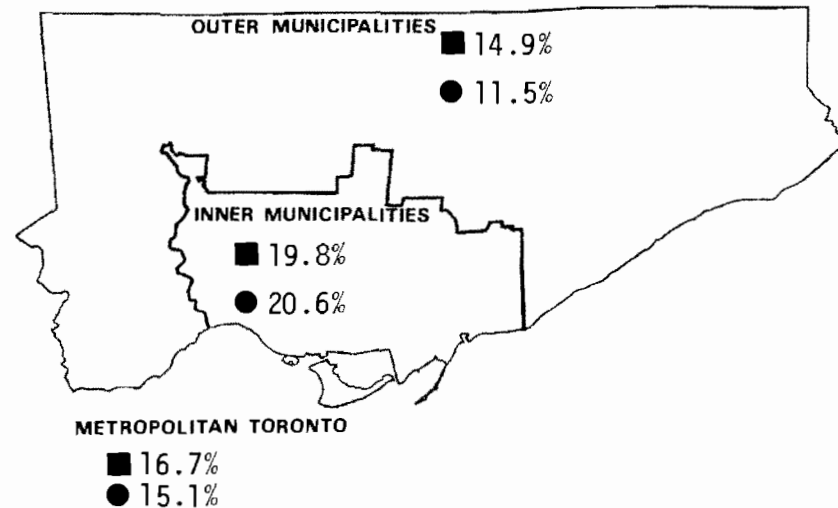 OUTER MUNICIPALITIES
14.9%
11.5%
INNER MUNICIPALITIES
19.8%
20.6%
METROPOLITAN TORONTO
16.7%
15.1%